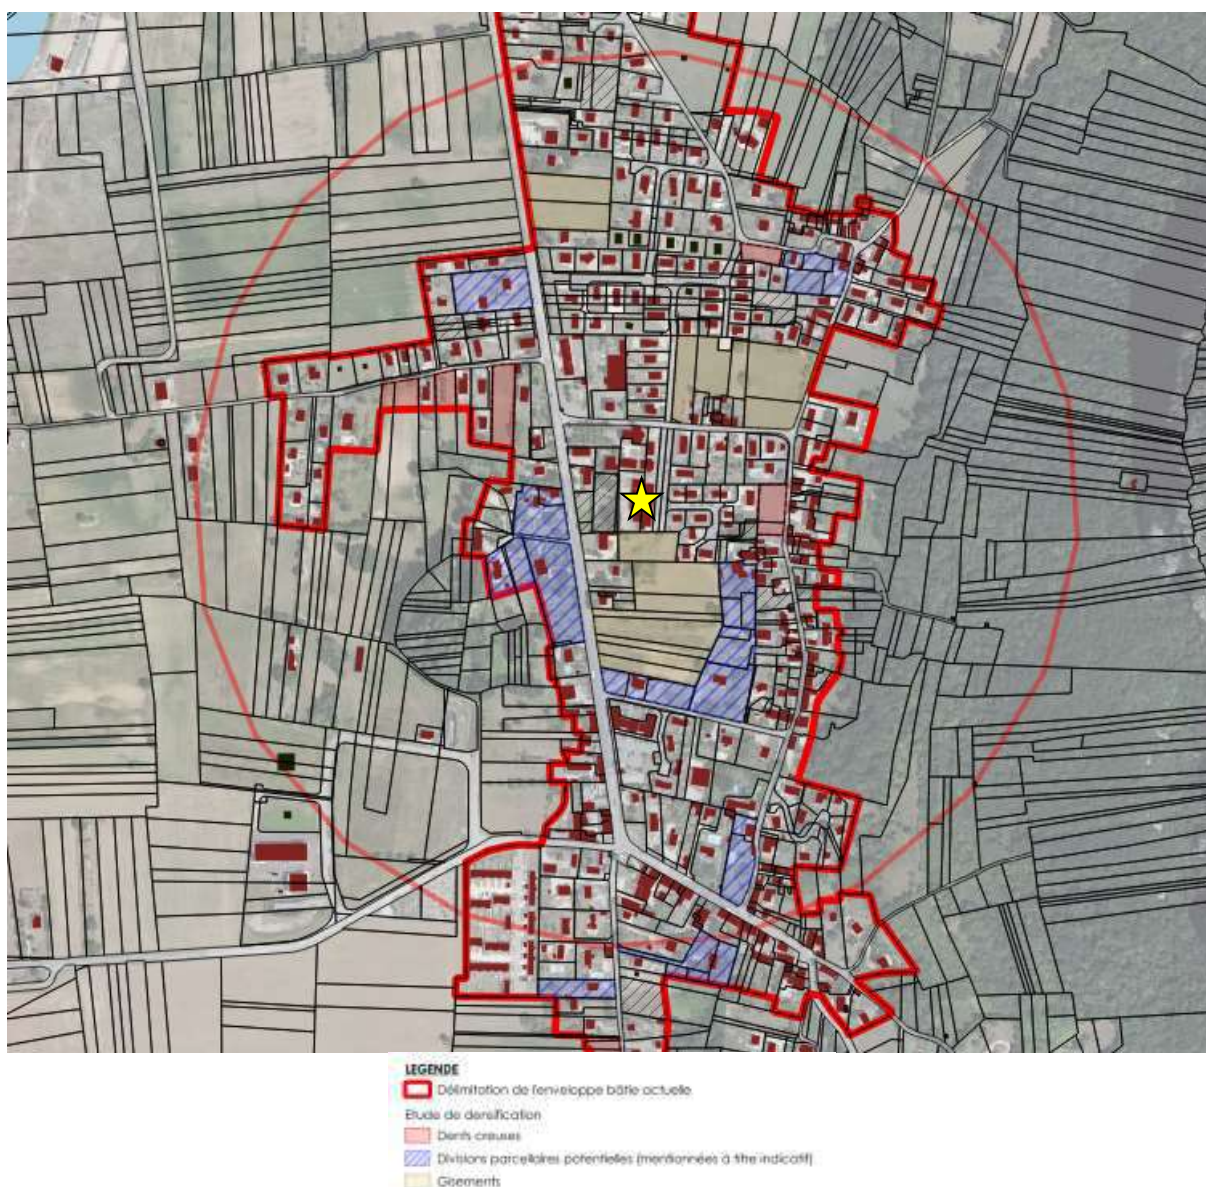 LEGENDE
Délimitation de l'enveloppe bâtie actuelle
Etude de densification
Dents creuses
Divisions parcellaires potentielles (mentionnées à titre indicatif)
Gisements